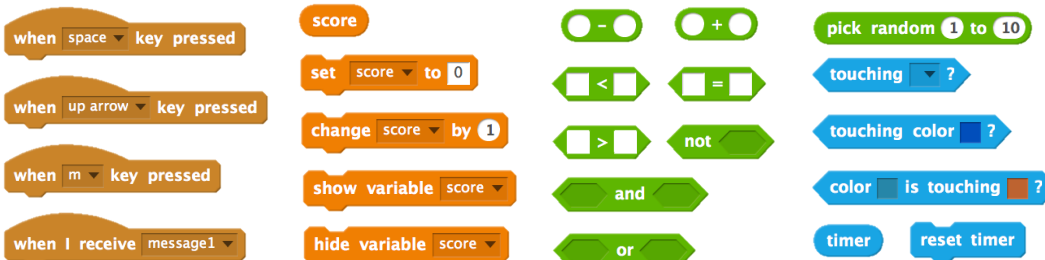 when space key pressed
when up arrow key pressed
when m key pressed
when I receive message1
score
set score to 0
change score by 1
show variable score
hide variable score
-
+
<
=
>
not
and
or
pick random 1 to 10
touching ?
touching color ?
color is touching ?
timer
reset timer